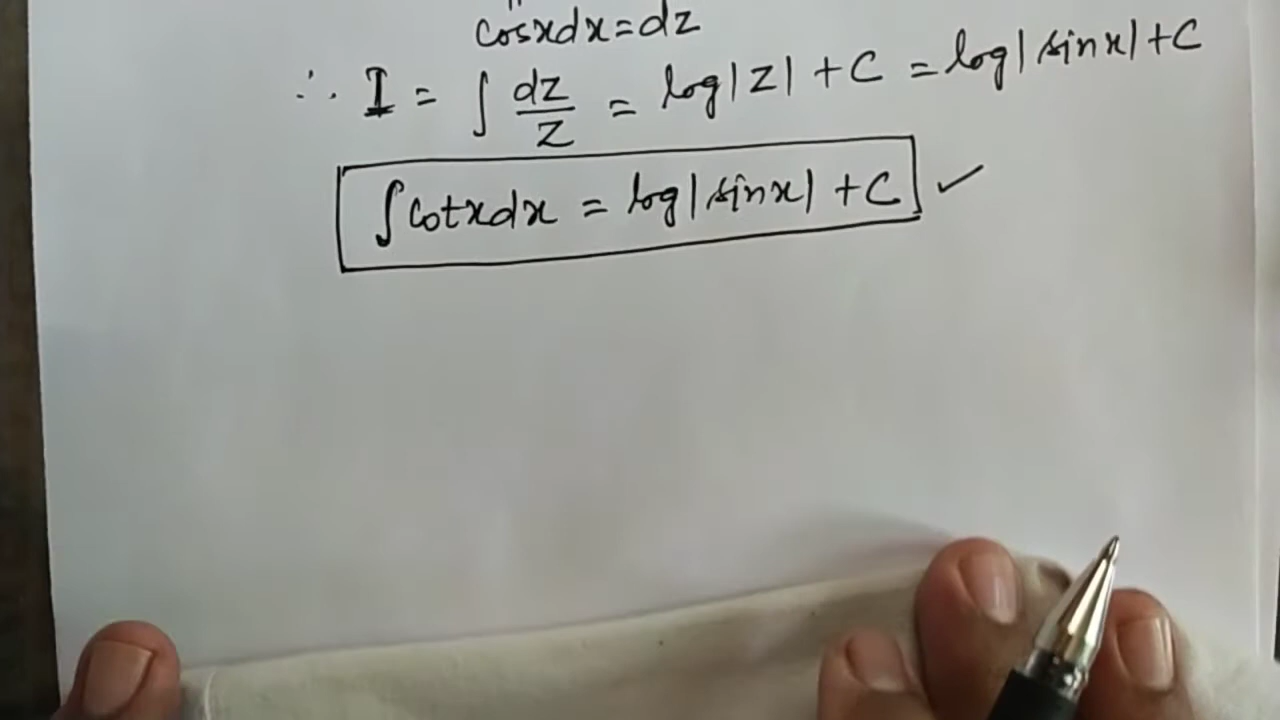 cosxdx=dz
∴ I = ∫ dz/z = log|z| + C = log|sinx|+C
∫cotxdx = log|sinx| +C ✓